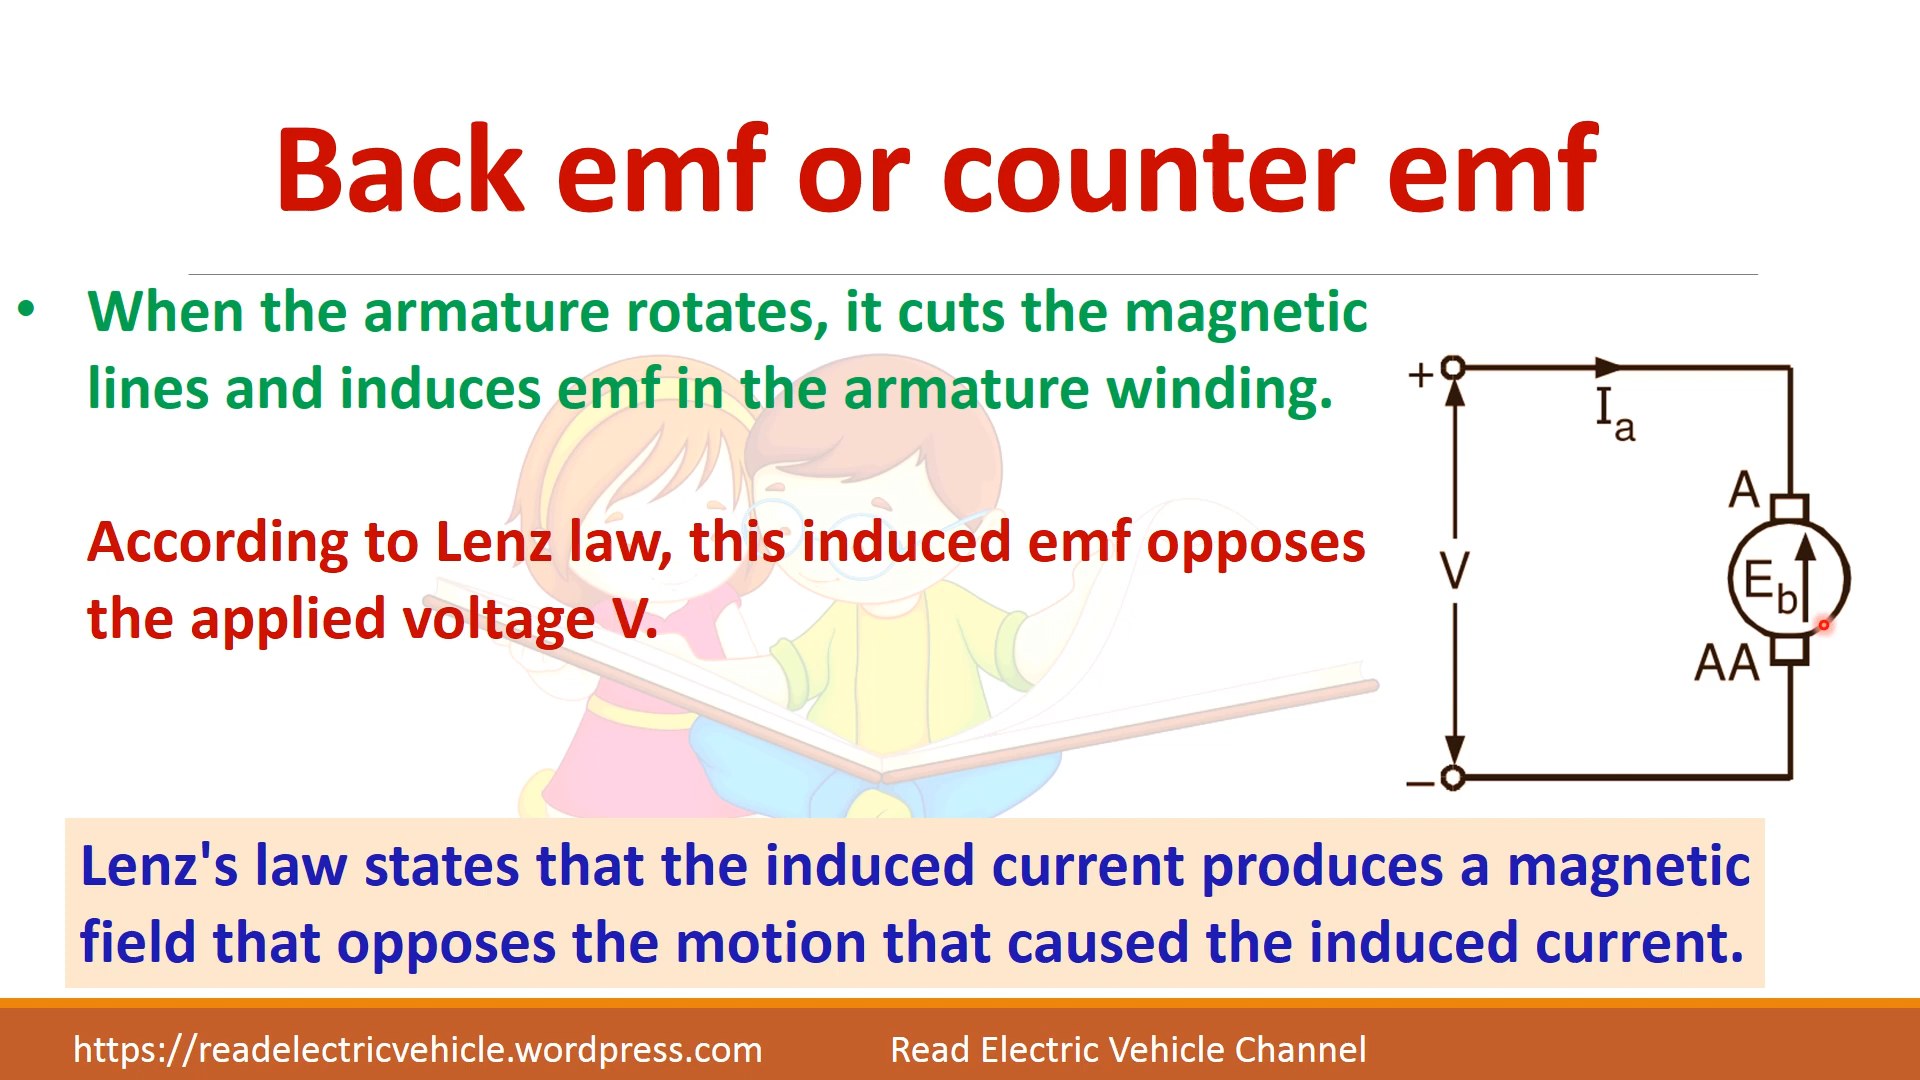 Back emf or counter emf
• When the armature rotates, it cuts the magnetic
lines and induces emf in the armature winding.
According to Lenz law, this induced emf opposes
the applied voltage V.
+
Ia
A
V
Eb
AA
–
Lenz's law states that the induced current produces a magnetic
field that opposes the motion that caused the induced current.
https://readelectricvehicle.wordpress.com
Read Electric Vehicle Channel